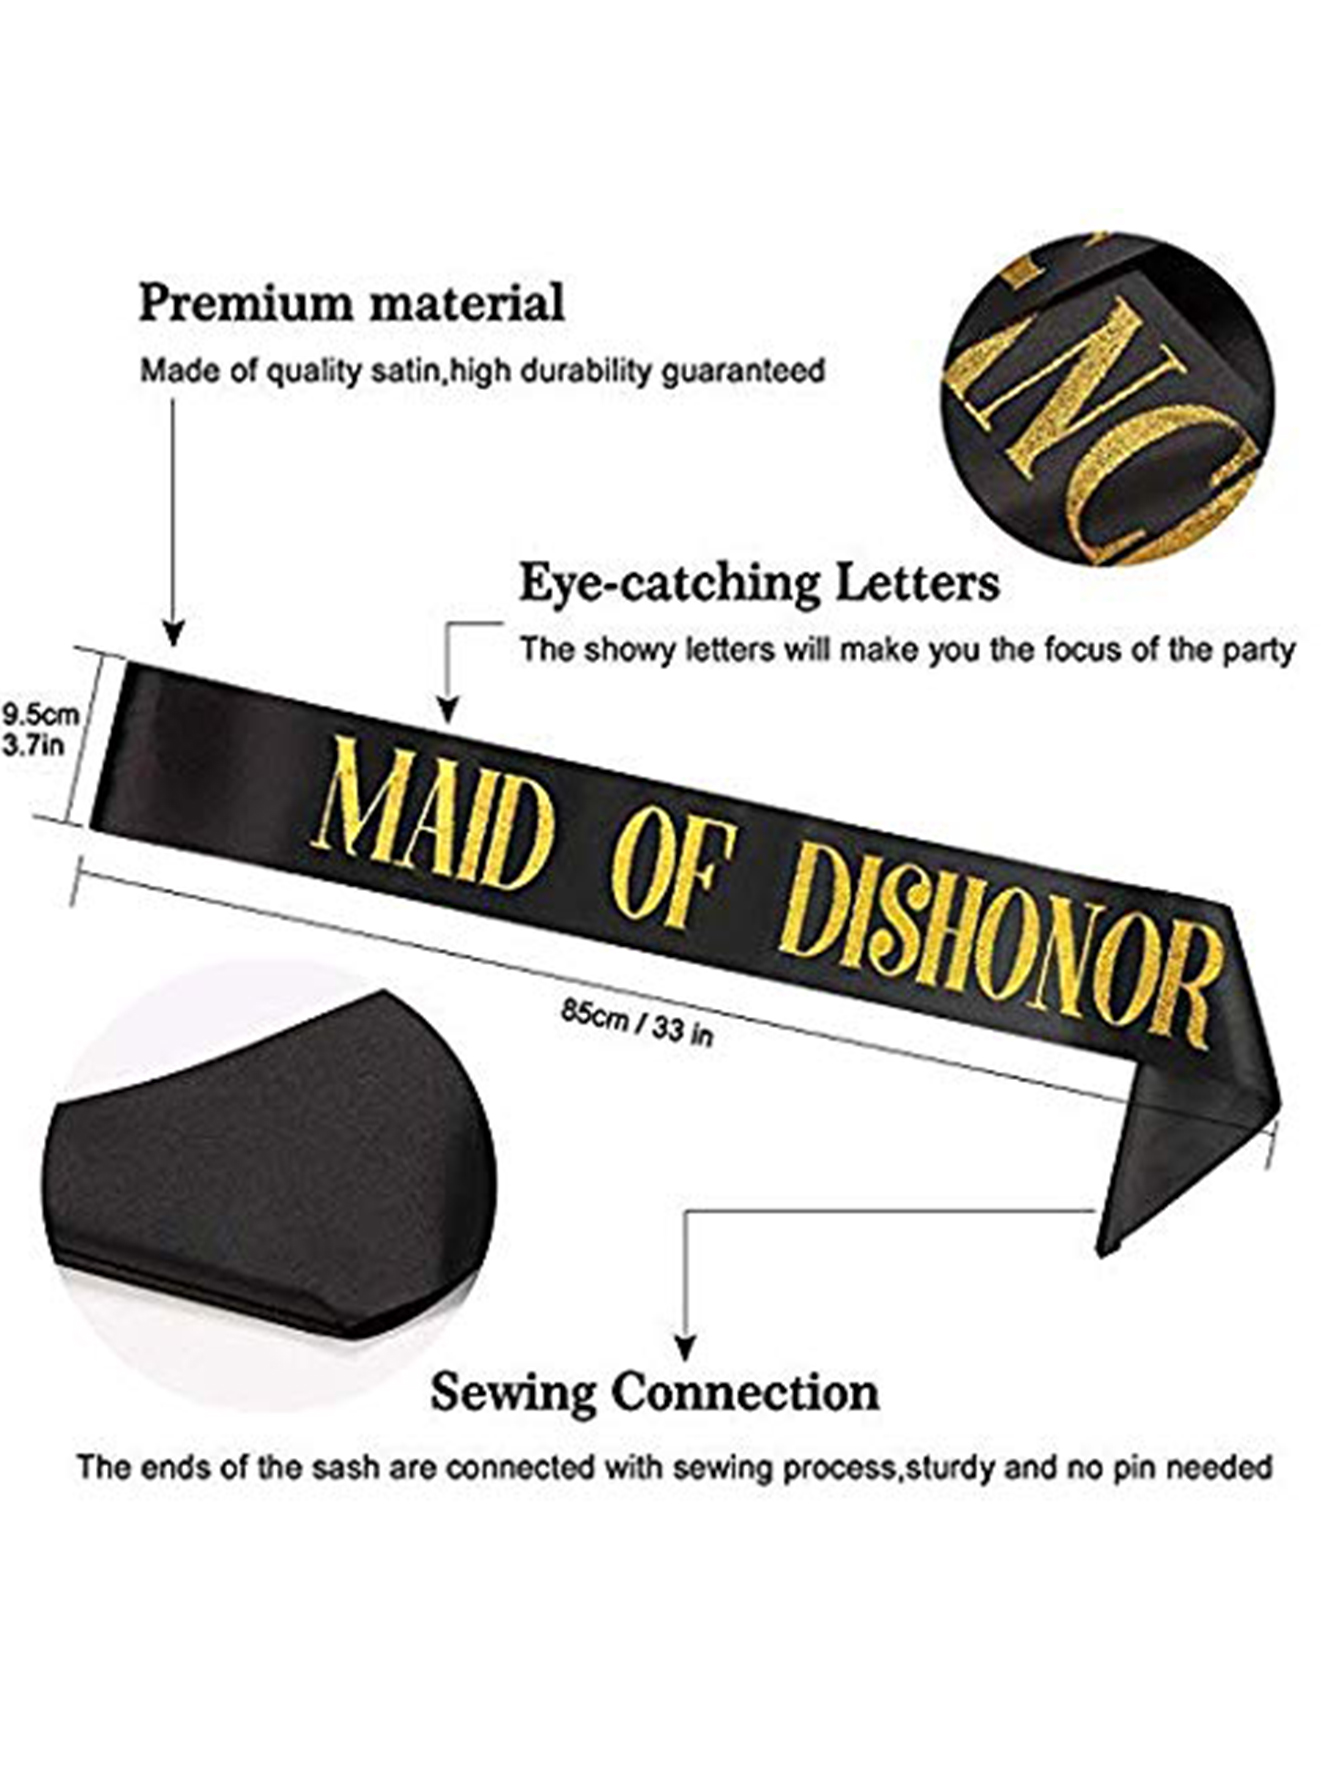 Premium material
Made of quality satin,high durability guaranteed
NC
Eye-catching Letters
The showy letters will make you the focus of the party
9.5cm
3.7in
MAID OF DISHONOR
85cm / 33 in
Sewing Connection
The ends of the sash are connected with sewing process,sturdy and no pin needed